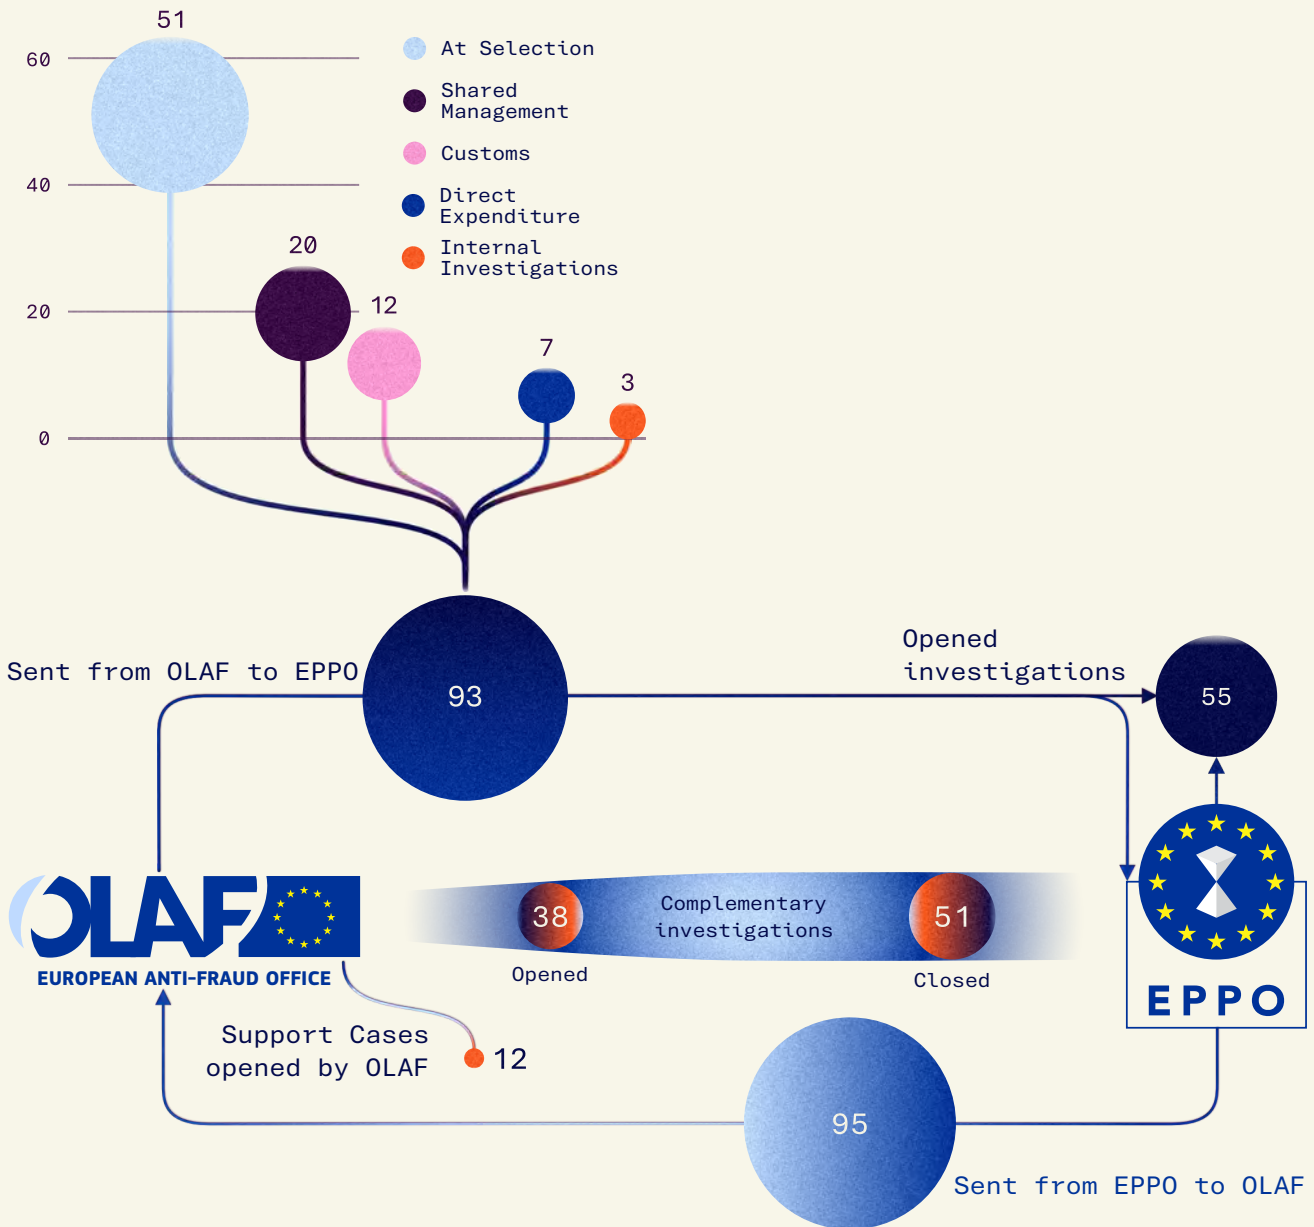 51
60
At Selection
Shared
Management
Customs
40
Direct
Expenditure
20
Internal
Investigations
20
12
7
3
0
Opened
investigations
Sent from OLAF to EPPO
93
55
OLAF
EUROPEAN ANTI-FRAUD OFFICE
38
Complementary
investigations
51
Opened
Closed
EPPO
Support Cases
opened by OLAF
12
95
Sent from EPPO to OLAF